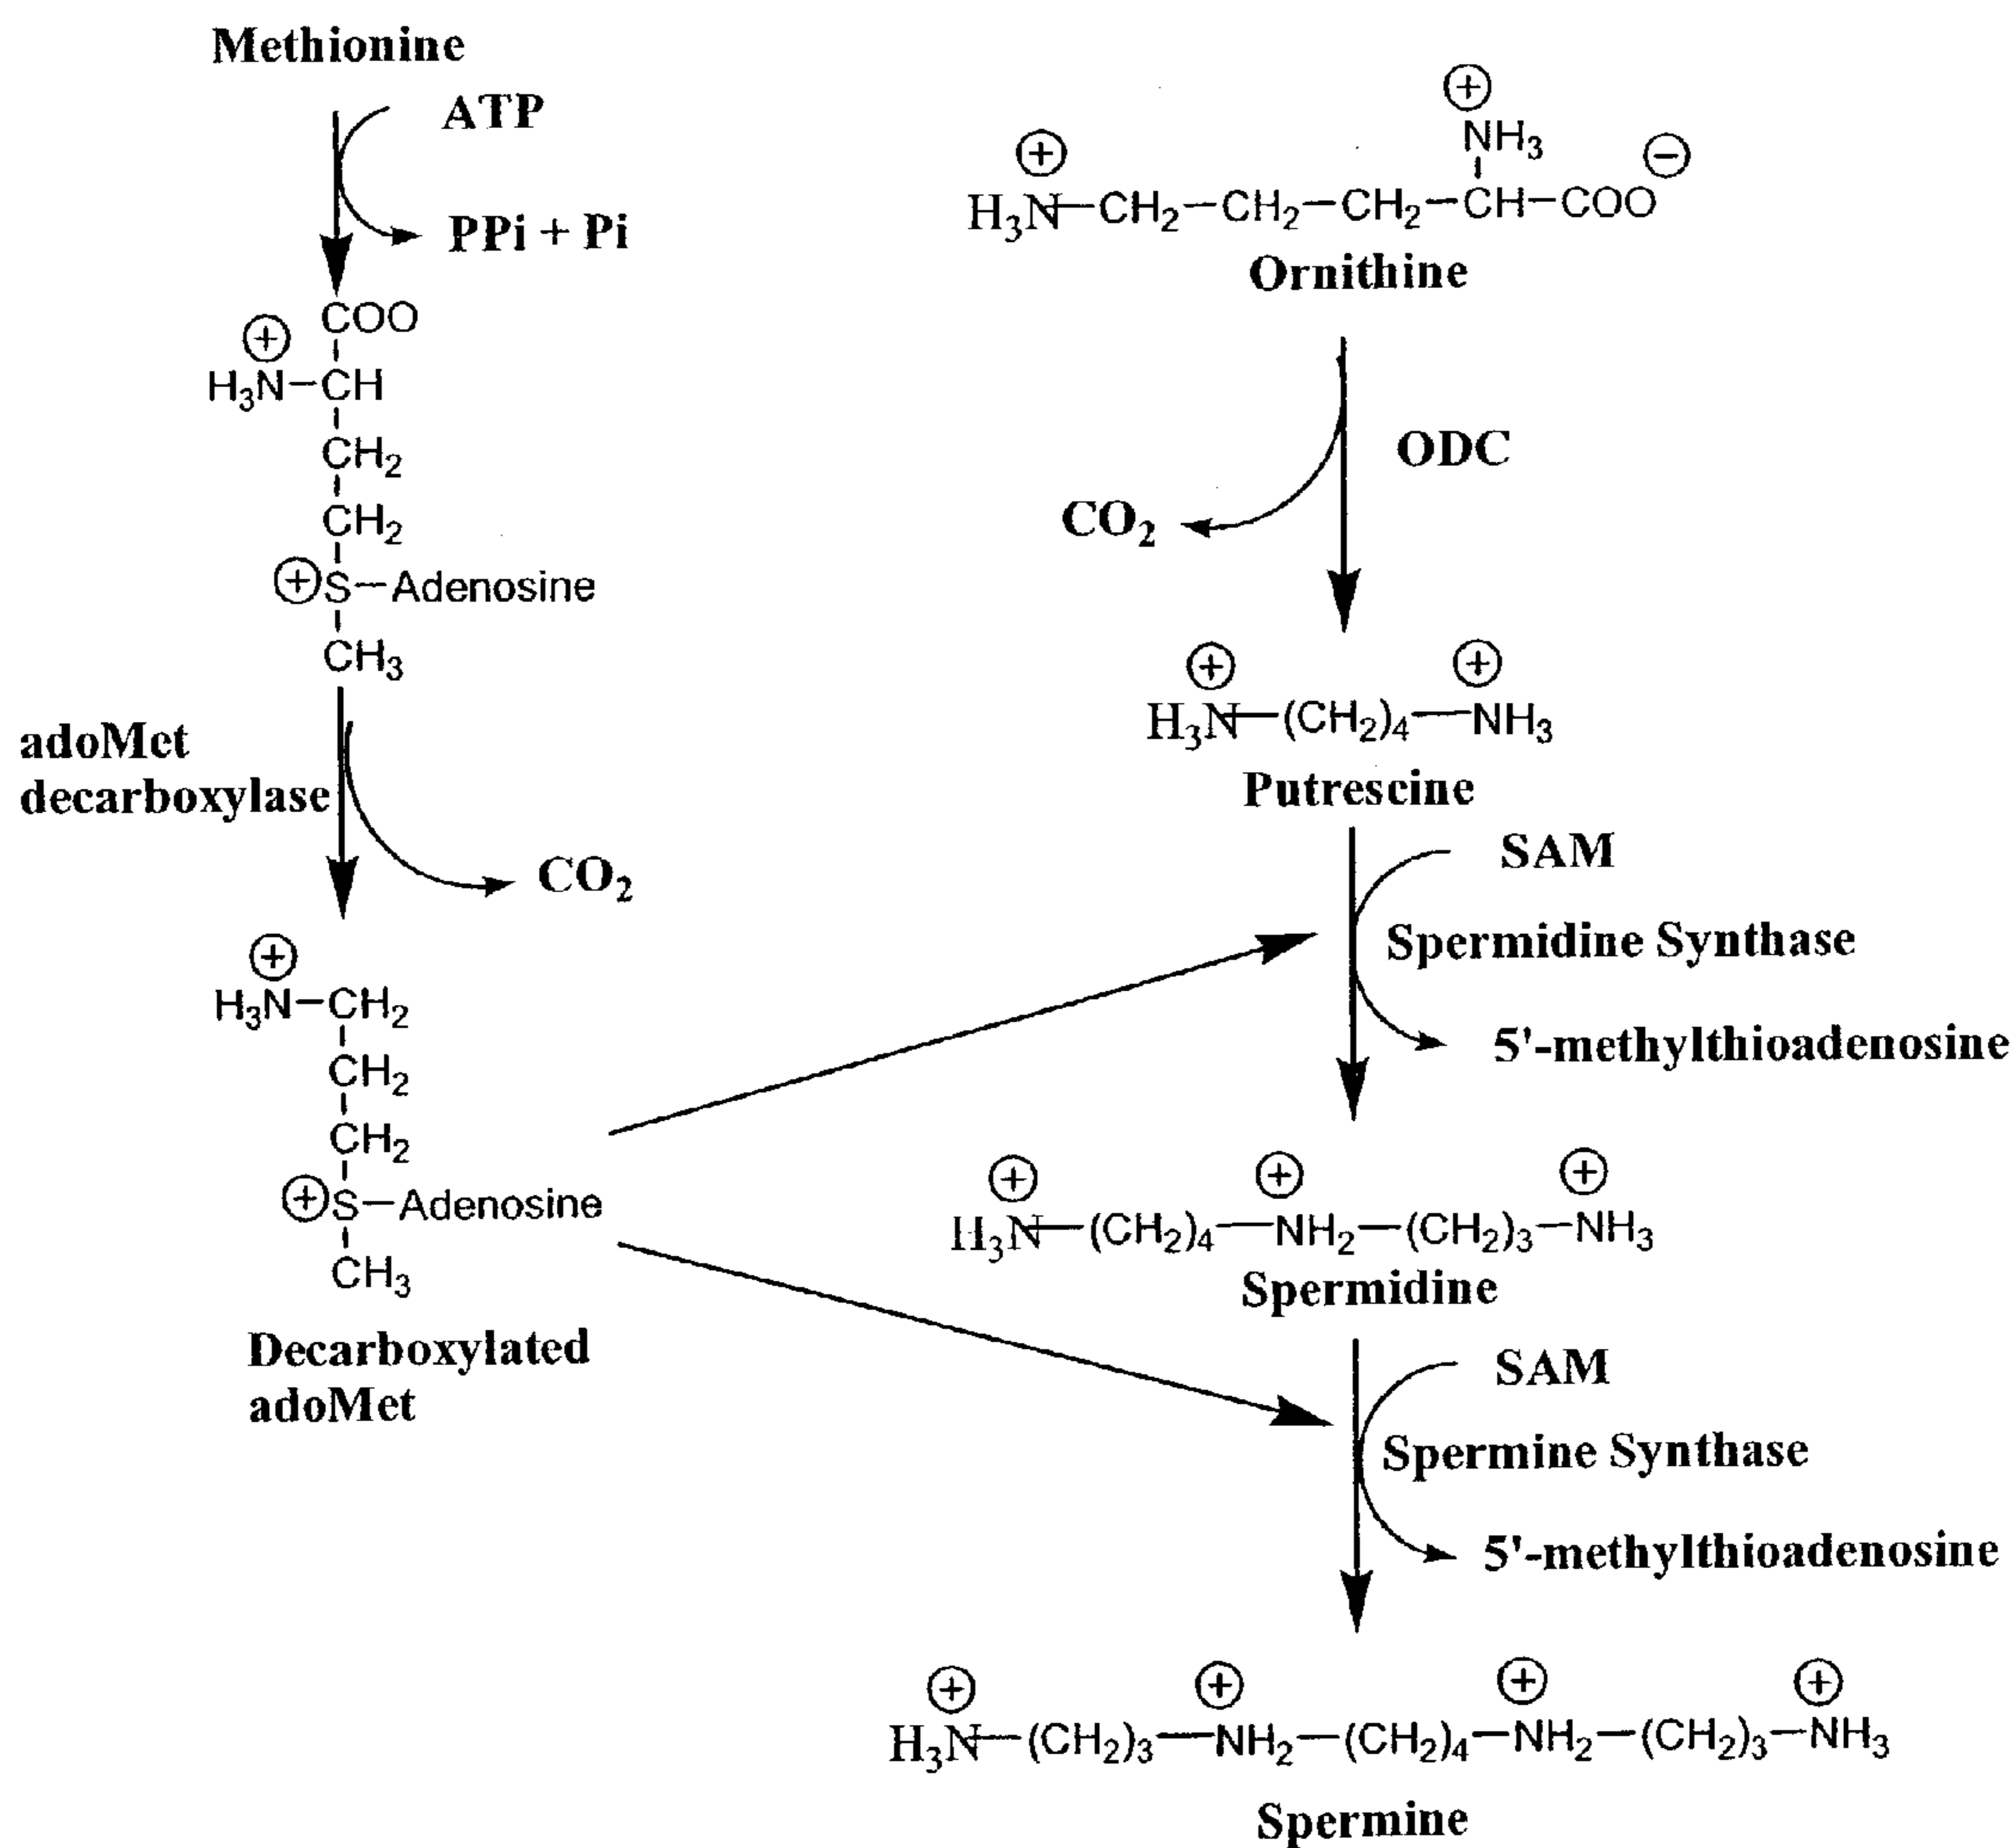 Methionine
ATP
PPi + Pi
COO
⊕
H₃N–CH
CH₂
CH₂
⊕S–Adenosine
CH₃
adoMet
decarboxylase
CO₂
⊕
H₃N–CH₂
CH₂
CH₂
⊕S–Adenosine
CH₃
Decarboxylated
adoMet
⊕ ⊕
NH₃ ⊖
H₃N–CH₂–CH₂–CH₂–CH–COO
Ornithine
ODC
CO₂
⊕ ⊕
H₃N–(CH₂)₄–NH₃
Putrescine
SAM
Spermidine Synthase
5'-methylthioadenosine
⊕ ⊕ ⊕
H₃N–(CH₂)₄–NH₂–(CH₂)₃–NH₃
Spermidine
SAM
Spermine Synthase
5'-methylthioadenosine
⊕ ⊕ ⊕ ⊕
H₃N–(CH₂)₃–NH₂–(CH₂)₄–NH₂–(CH₂)₃–NH₃
Spermine